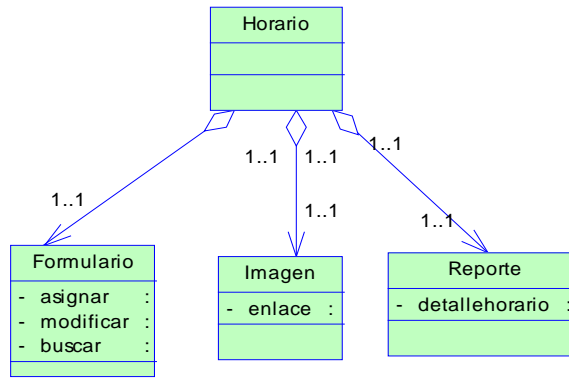 Horario
1..1 1..1 1..1
1..1 1..1 1..1
Formulario
- asignar :
- modificar :
- buscar :
Imagen
- enlace :
Reporte
- detallehorario :